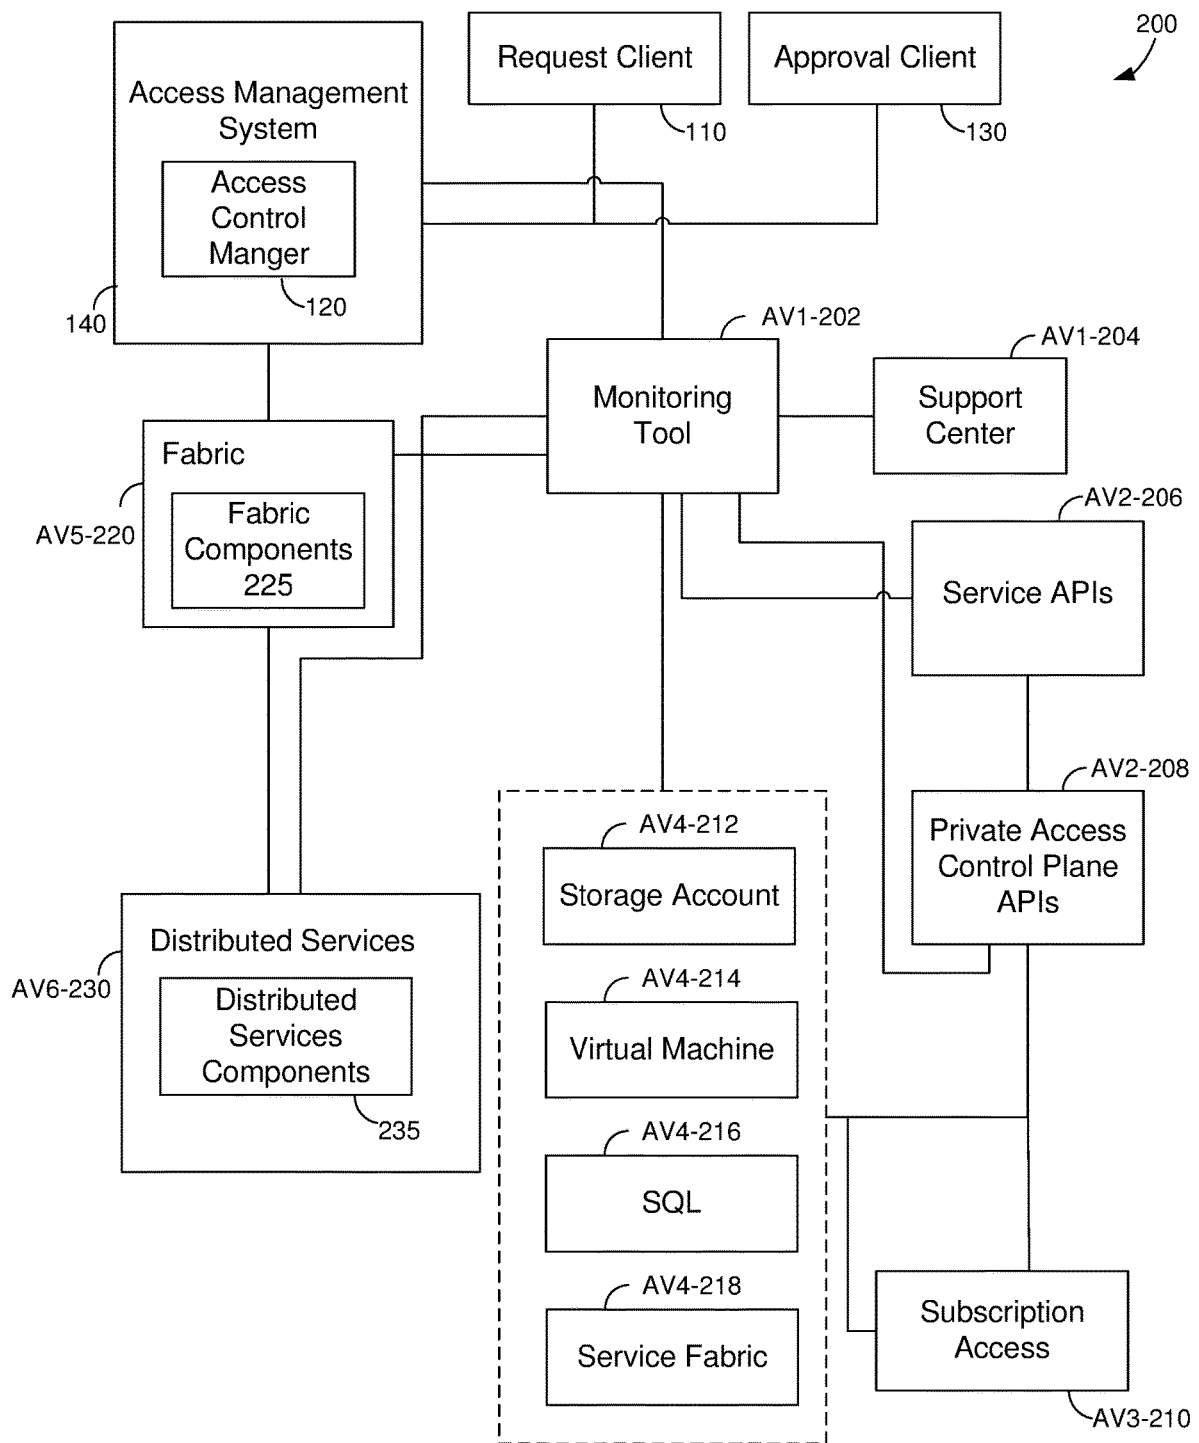 200
Request Client
110
Approval Client
130
Access Management
System
Access
Control
Manger
120
140
AV1-202
Monitoring
Tool
AV1-204
Support
Center
Fabric
Fabric
Components
225
AV5-220
AV2-206
Service APIs
AV2-208
Private Access
Control Plane
APIs
Distributed Services
Distributed
Services
Components
235
AV6-230
AV4-212
Storage Account
AV4-214
Virtual Machine
AV4-216
SQL
AV4-218
Service Fabric
Subscription
Access
AV3-210